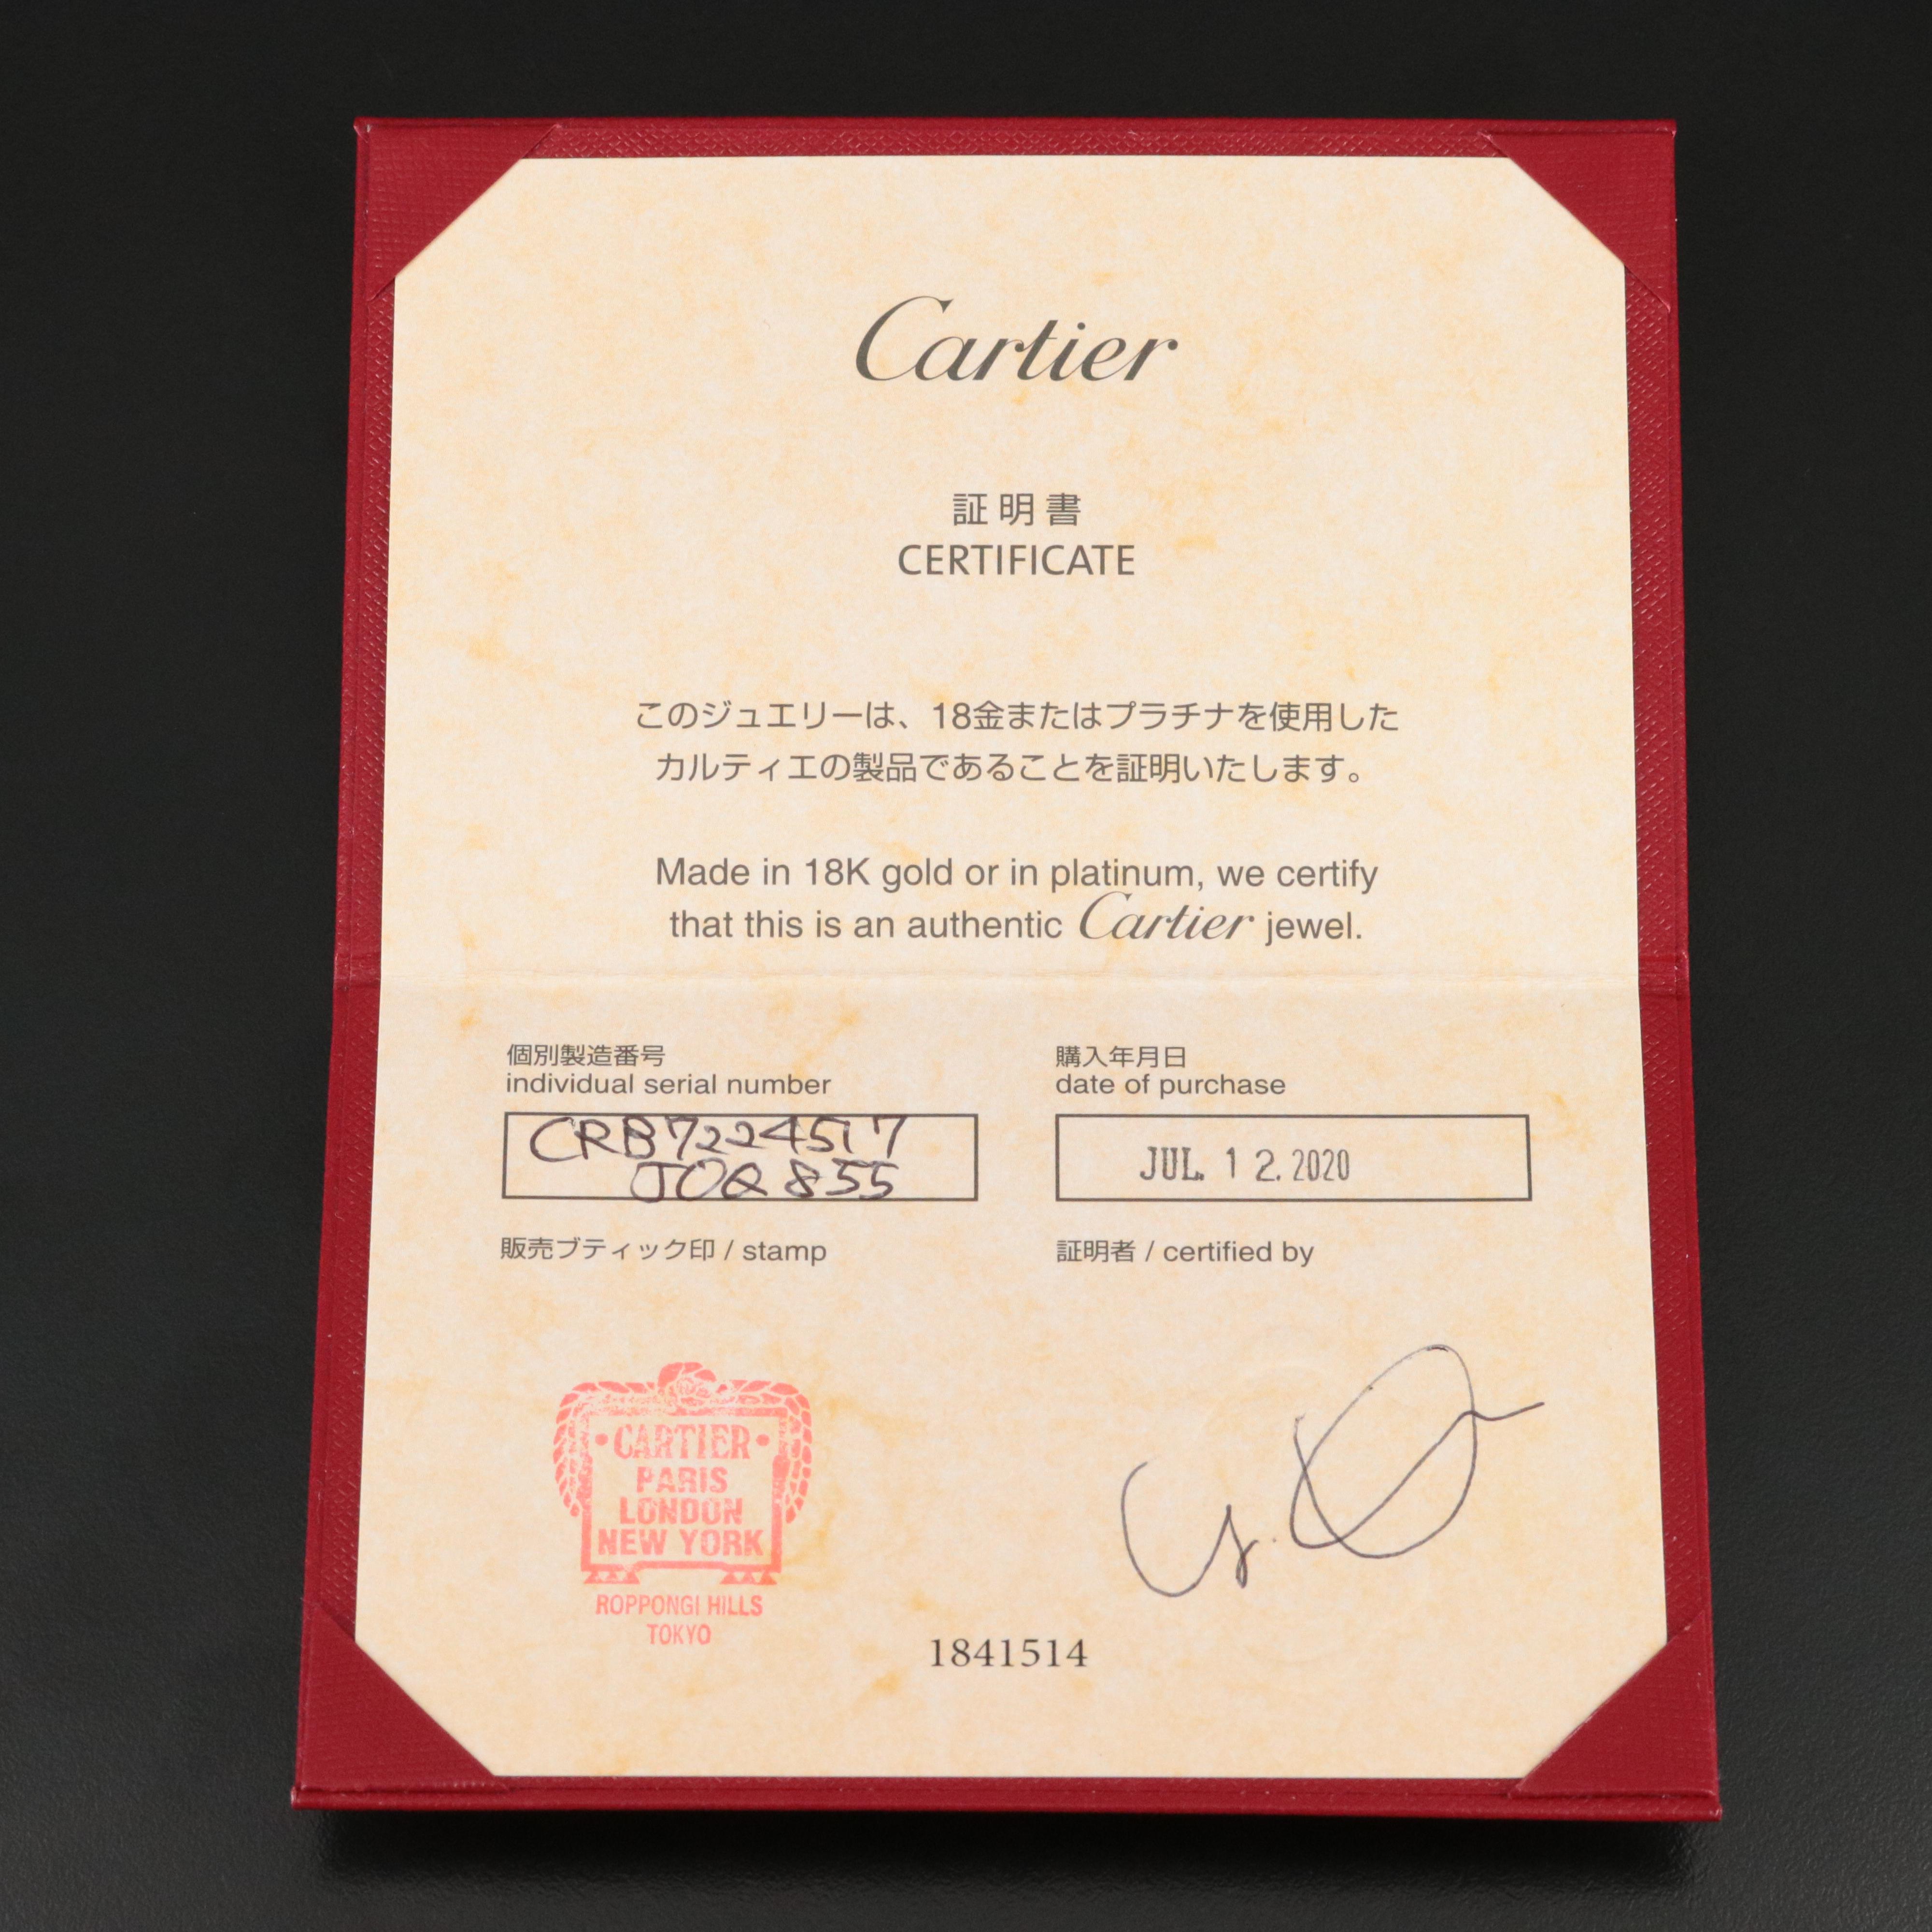 Cartier
証明書
CERTIFICATE
このジュエリーは、18金またはプラチナを使用した
カルティエの製品であることを証明いたします。
Made in 18K gold or in platinum, we certify
that this is an authentic Cartier jewel.
個別製造番号
individual serial number
CRB7224517
JOQ855
購入年月日
date of purchase
JUL. 12.2020
販売ブティック印 / stamp
証明者 / certified by
•CARTIER•
PARIS
LONDON
NEW YORK
ROPPONGI HILLS
TOKYO
1841514